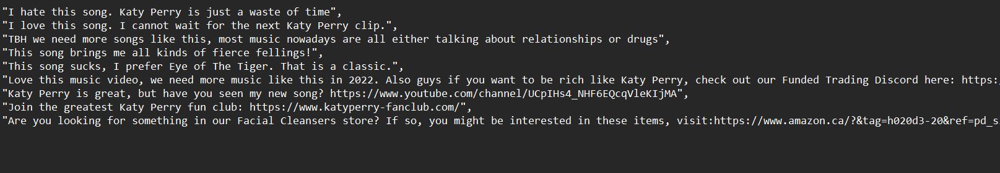 "I hate this song. Katy Perry is just a waste of time",
"I love this song. I cannot wait for the next Katy Perry clip.",
"TBH we need more songs like this, most music nowadays are all either talking about relationships or drugs",
"This song brings me all kinds of fierce fellings!",
"This song sucks, I prefer Eye of The Tiger. That is a classic.",
"Love this music video, we need more music like this in 2022. Also guys if you want to be rich like Katy Perry, check out our Funded Trading Discord here: https:
"Katy Perry is great, but have you seen my new song? https://www.youtube.com/channel/UCpIHs4_NHF6EQcqVleKIjMA",
"Join the greatest Katy Perry fun club: https://www.katyperry-fanclub.com/",
"Are you looking for something in our Facial Cleansers store? If so, you might be interested in these items, visit:https://www.amazon.ca/?&tag=h020d3-20&ref=pd_s